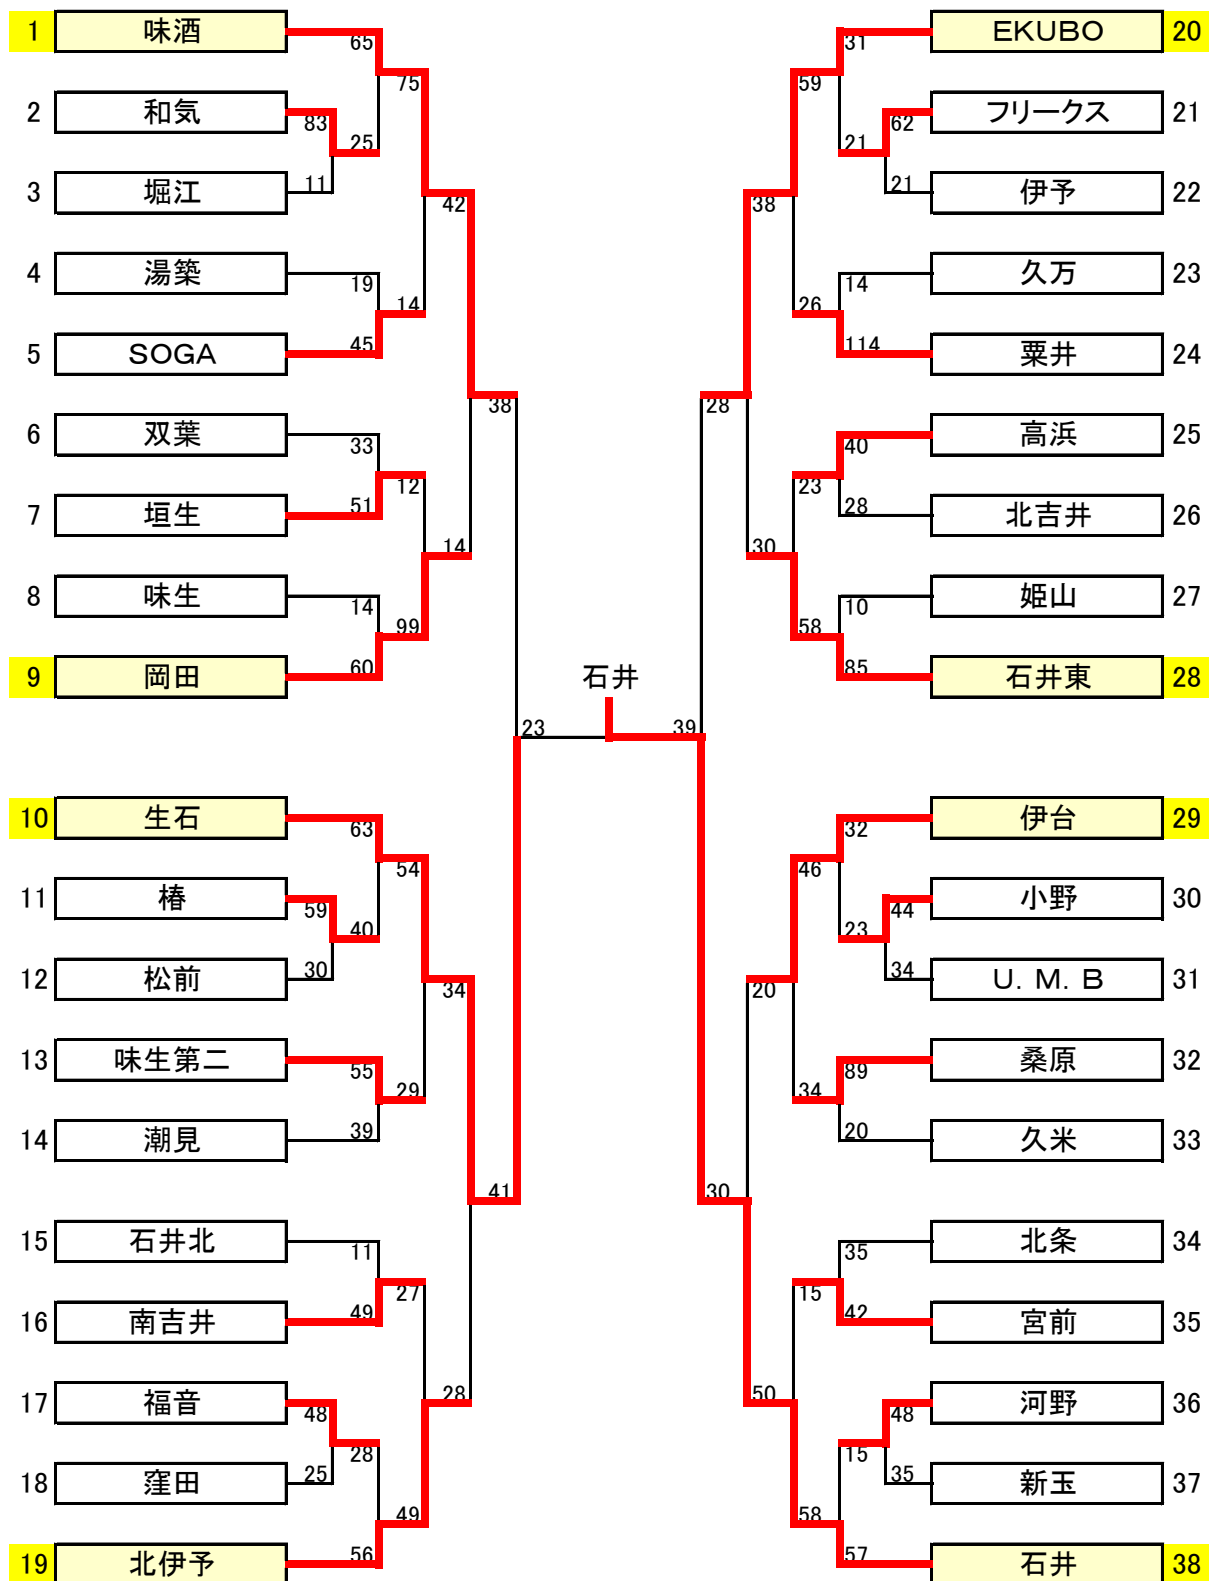 1 味酒 65 31 EKUBO 20
75 59
2 和気 83 62 フリークス 21
25 21
3 堀江 11 21 伊予 22
42 38
4 湯築 19 14 久万 23
14 26
5 SOGA 45 114 粟井 24
38 28
6 双葉 33 40 高浜 25
12 23
7 垣生 51 28 北吉井 26
14 30
8 味生 14 10 姫山 27
99 58
9 岡田 60 石井 85 石井東 28
23 39
10 生石 63 32 伊台 29
54 46
11 椿 59 44 小野 30
40 23
12 松前 30 34 U．M．B 31
34 20
13 味生第二 55 89 桑原 32
29 34
14 潮見 39 20 久米 33
41 30
15 石井北 11 35 北条 34
27 15
16 南吉井 49 42 宮前 35
28 50
17 福音 48 48 河野 36
28 15
18 窪田 25 35 新玉 37
49 58
19 北伊予 56 57 石井 38